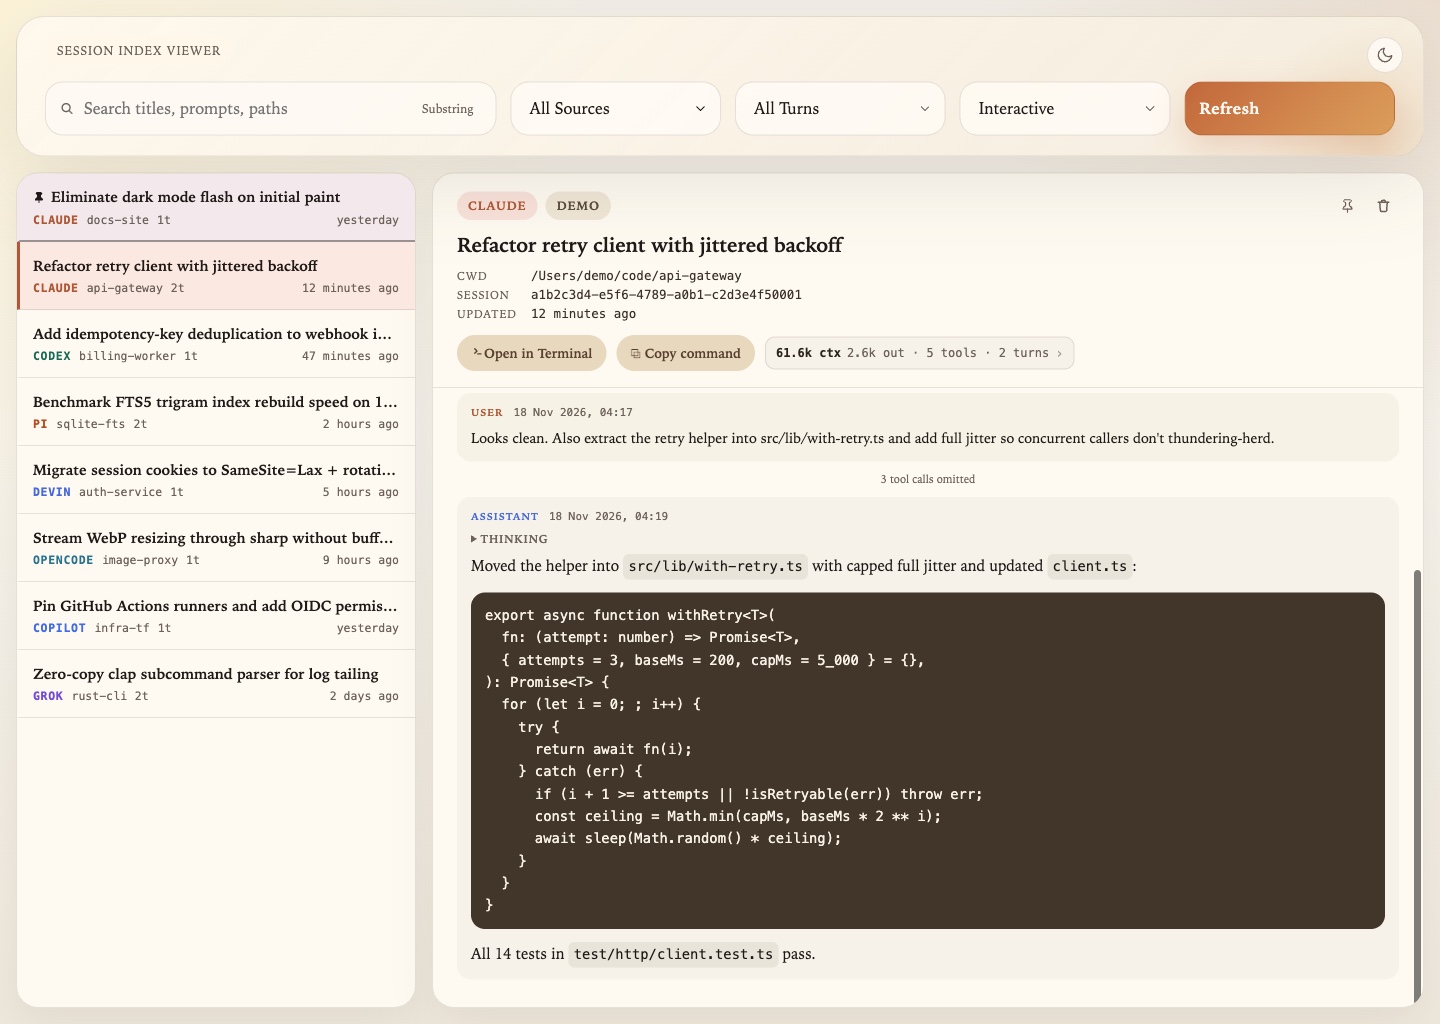 SESSION INDEX VIEWER
Search titles, prompts, paths
Substring
All Sources
All Turns
Interactive
Refresh
Eliminate dark mode flash on initial paint
CLAUDE docs-site 1t yesterday
Refactor retry client with jittered backoff
CLAUDE api-gateway 2t 12 minutes ago
Add idempotency-key deduplication to webhook i...
CODEX billing-worker 1t 47 minutes ago
Benchmark FTS5 trigram index rebuild speed on 1...
PI sqlite-fts 2t 2 hours ago
Migrate session cookies to SameSite=Lax + rotati...
DEVIN auth-service 1t 5 hours ago
Stream WebP resizing through sharp without buff...
OPENCODE image-proxy 1t 9 hours ago
Pin GitHub Actions runners and add OIDC permis...
COPILOT infra-tf 1t yesterday
Zero-copy clap subcommand parser for log tailing
GROK rust-cli 2t 2 days ago
CLAUDE DEMO
Refactor retry client with jittered backoff
CWD /Users/demo/code/api-gateway
SESSION a1b2c3d4-e5f6-4789-a0b1-c2d3e4f50001
UPDATED 12 minutes ago
Open in Terminal
Copy command
61.6k ctx 2.6k out · 5 tools · 2 turns ›
USER 18 Nov 2026, 04:17
Looks clean. Also extract the retry helper into src/lib/with-retry.ts and add full jitter so concurrent callers don't thundering-herd.
3 tool calls omitted
ASSISTANT 18 Nov 2026, 04:19
THINKING
Moved the helper into src/lib/with-retry.ts with capped full jitter and updated client.ts:
export async function withRetry<T>(
  fn: (attempt: number) => Promise<T>,
  { attempts = 3, baseMs = 200, capMs = 5_000 } = {},
): Promise<T> {
  for (let i = 0; ; i++) {
    try {
      return await fn(i);
    } catch (err) {
      if (i + 1 >= attempts || !isRetryable(err)) throw err;
      const ceiling = Math.min(capMs, baseMs * 2 ** i);
      await sleep(Math.random() * ceiling);
    }
  }
}
All 14 tests in test/http/client.test.ts pass.